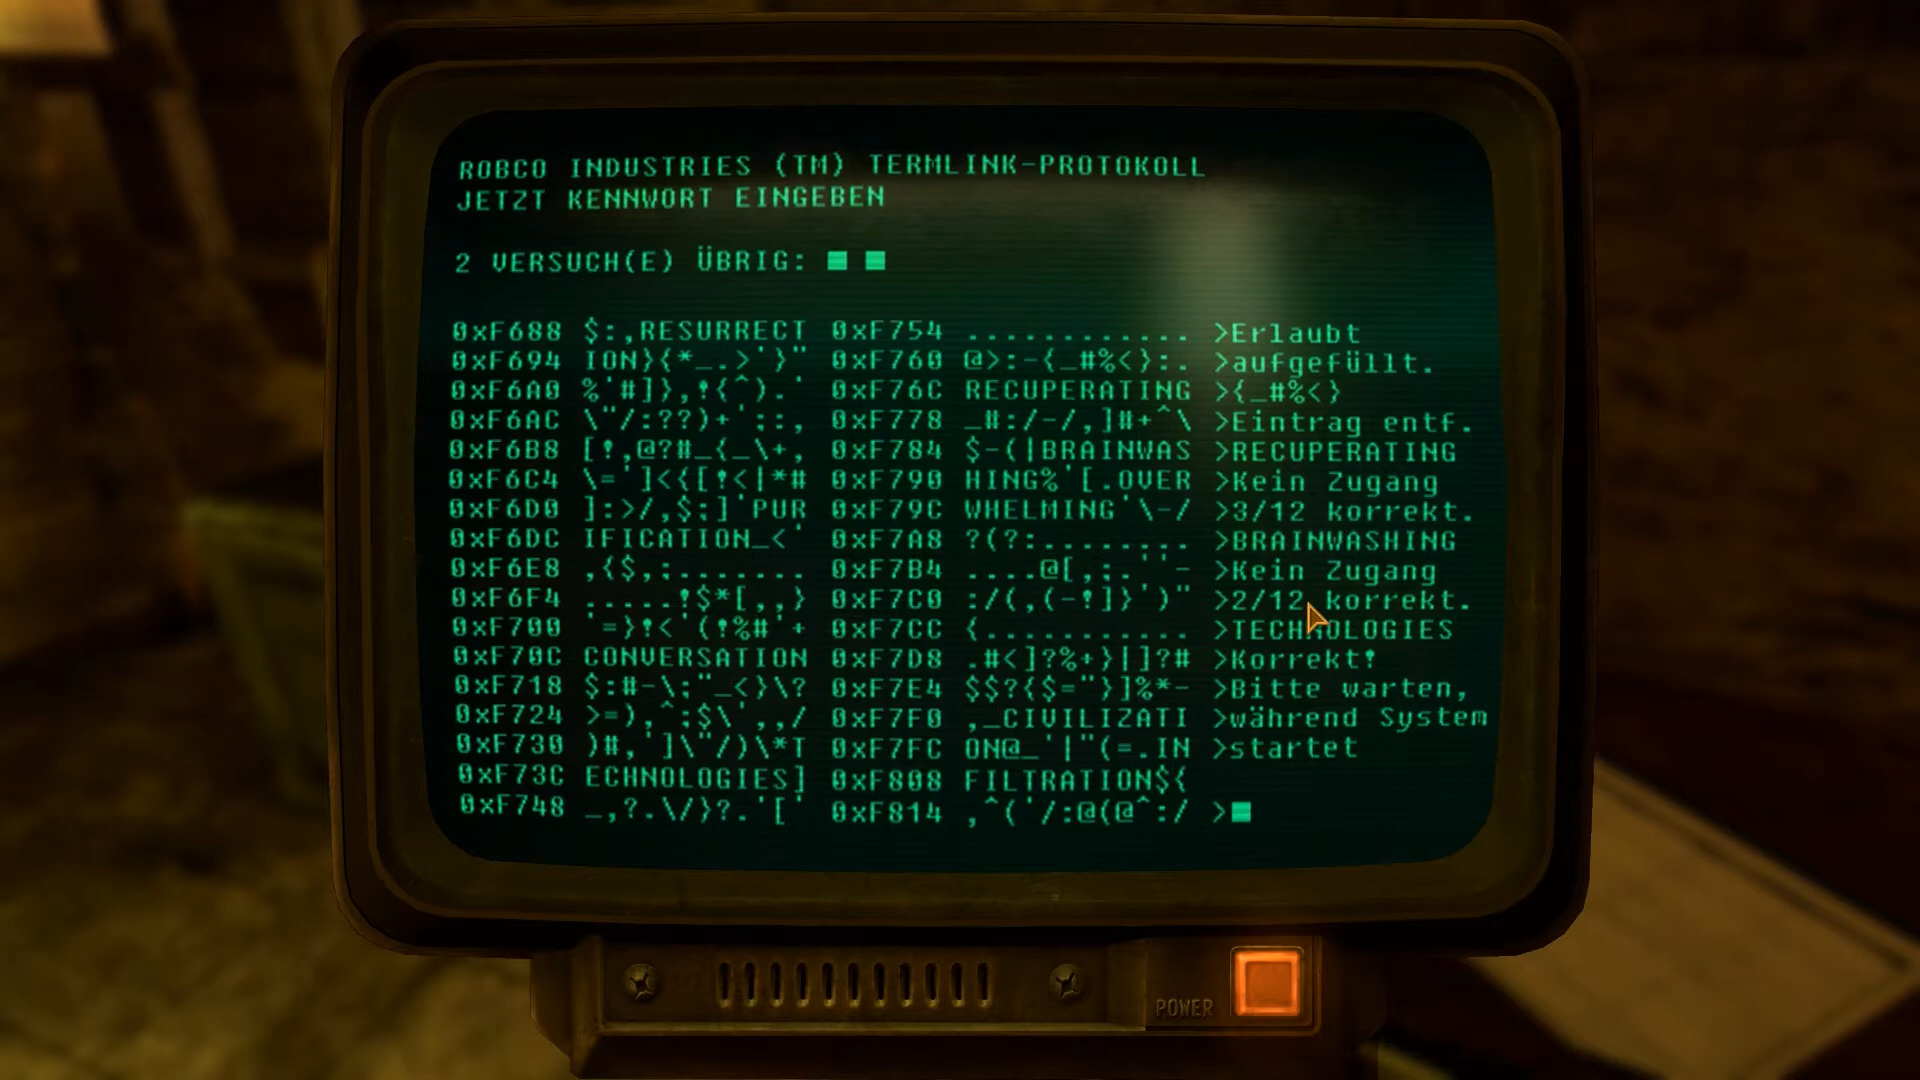 ROBCO INDUSTRIES (TM) TERMLINK-PROTOKOLL
JETZT KENNWORT EINGEBEN
2 VERSUCH(E) ÜBRIG: ■ ■
0xF688 $:,RESURRECT 0xF754 ............ >Erlaubt
0xF694 ION}{*_.>'}" 0xF760 @>:-{_#%<}:. >aufgefüllt.
0xF6A0 %'#]},!{^).' 0xF76C RECUPERATING >{_#%<}
0xF6AC \"/:??)+';:, 0xF778 _#:/-/,]#+^\ >Eintrag entf.
0xF6B8 [!,@?#_{_\+, 0xF784 $-(|BRAINWAS >RECUPERATING
0xF6C4 \=']<{[!<|*# 0xF790 HING%'[.OVER >Kein Zugang
0xF6D0 ]:>/,$;]'PUR 0xF79C WHELMING'\-/ >3/12 korrekt.
0xF6DC IFICATION_<' 0xF7A8 ?(?:........ >BRAINWASHING
0xF6E8 ,{$,:....... 0xF7B4 ....@[,;.''- >Kein Zugang
0xF6F4 :....!$*[,,} 0xF7C0 :/(,(-!]}')" >2/12 korrekt.
0xF700 '=}!<'(!%#'+ 0xF7CC {........... >TECHNOLOGIES
0xF70C CONVERSATION 0xF7D8 .#<]?%+}|]?# >Korrekt!
0xF718 $:#-\;"_<}\? 0xF7E4 $$?{$="}]%*- >Bitte warten,
0xF724 >=),^;$\',,/ 0xF7F0 ,_CIVILIZATI >während System
0xF730 )#,']\"/)\*T 0xF7FC ON@_'|"(=.IN >startet
0xF73C ECHNOLOGIES] 0xF808 FILTRATION${
0xF748 _,?.\/}?.'[' 0xF814 ,^('/:@(@^:/ >■
POWER